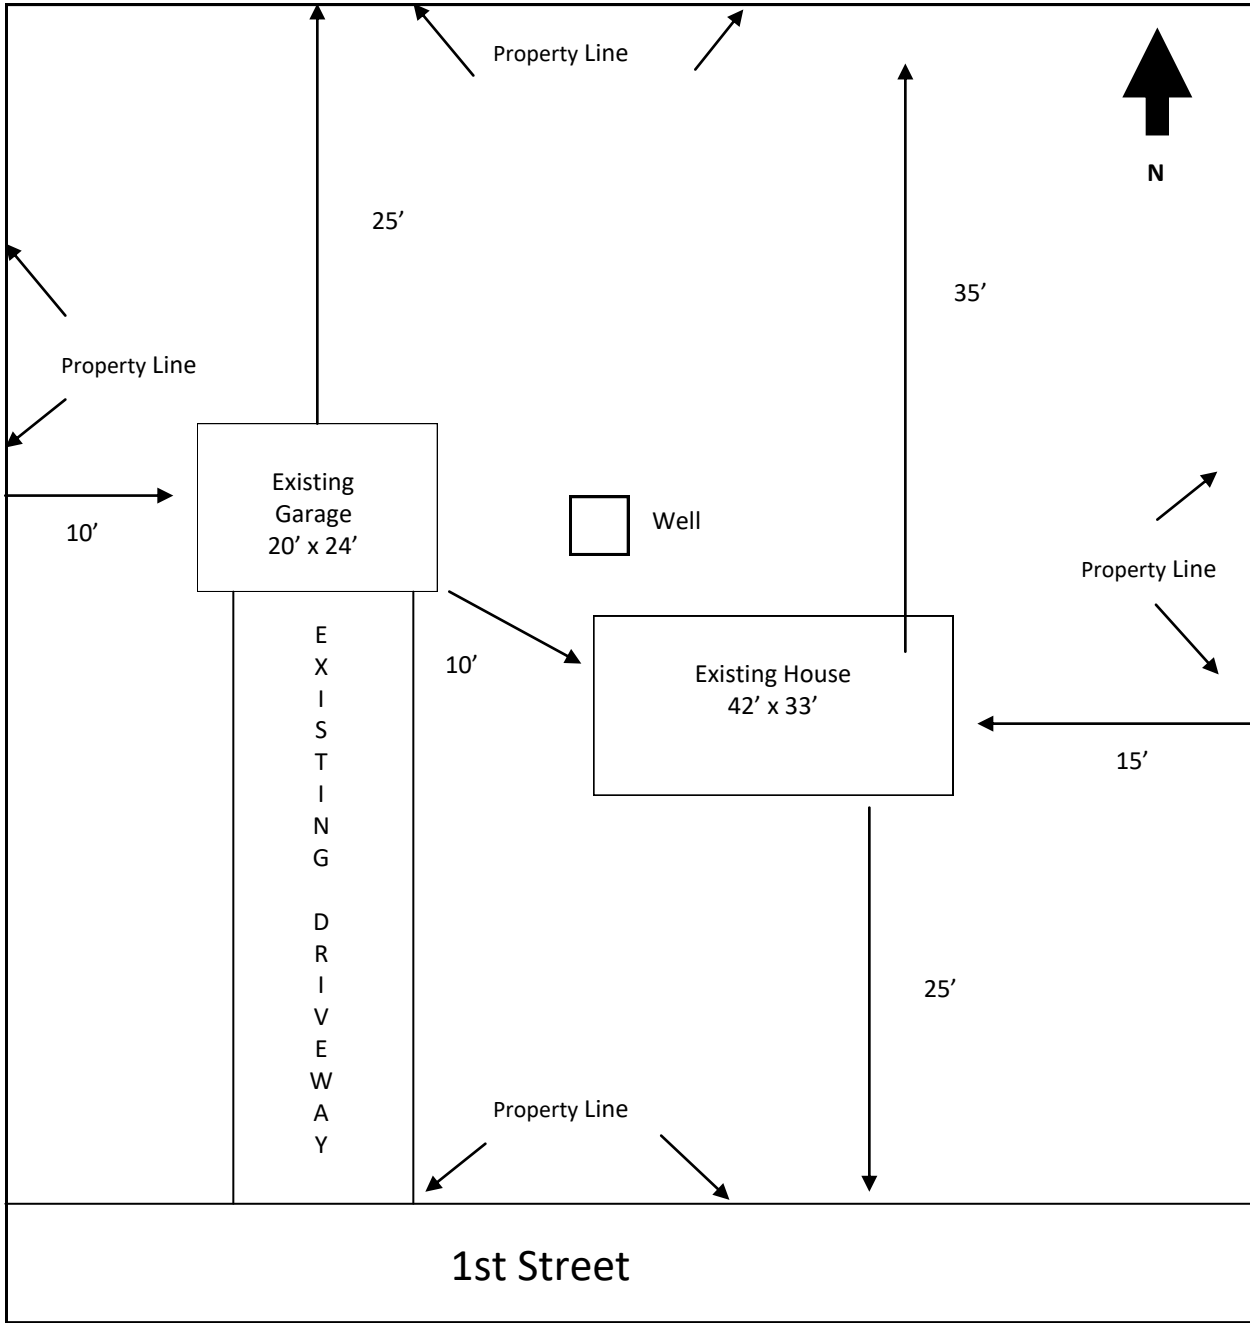 Property Line
N
25’
35’
Property Line
Existing
Garage
20’ x 24’
10’
Well
Property Line
E
X
I
S
T
I
N
G
D
R
I
V
E
W
A
Y
10’
Existing House
42’ x 33’
15’
25’
Property Line
1st Street